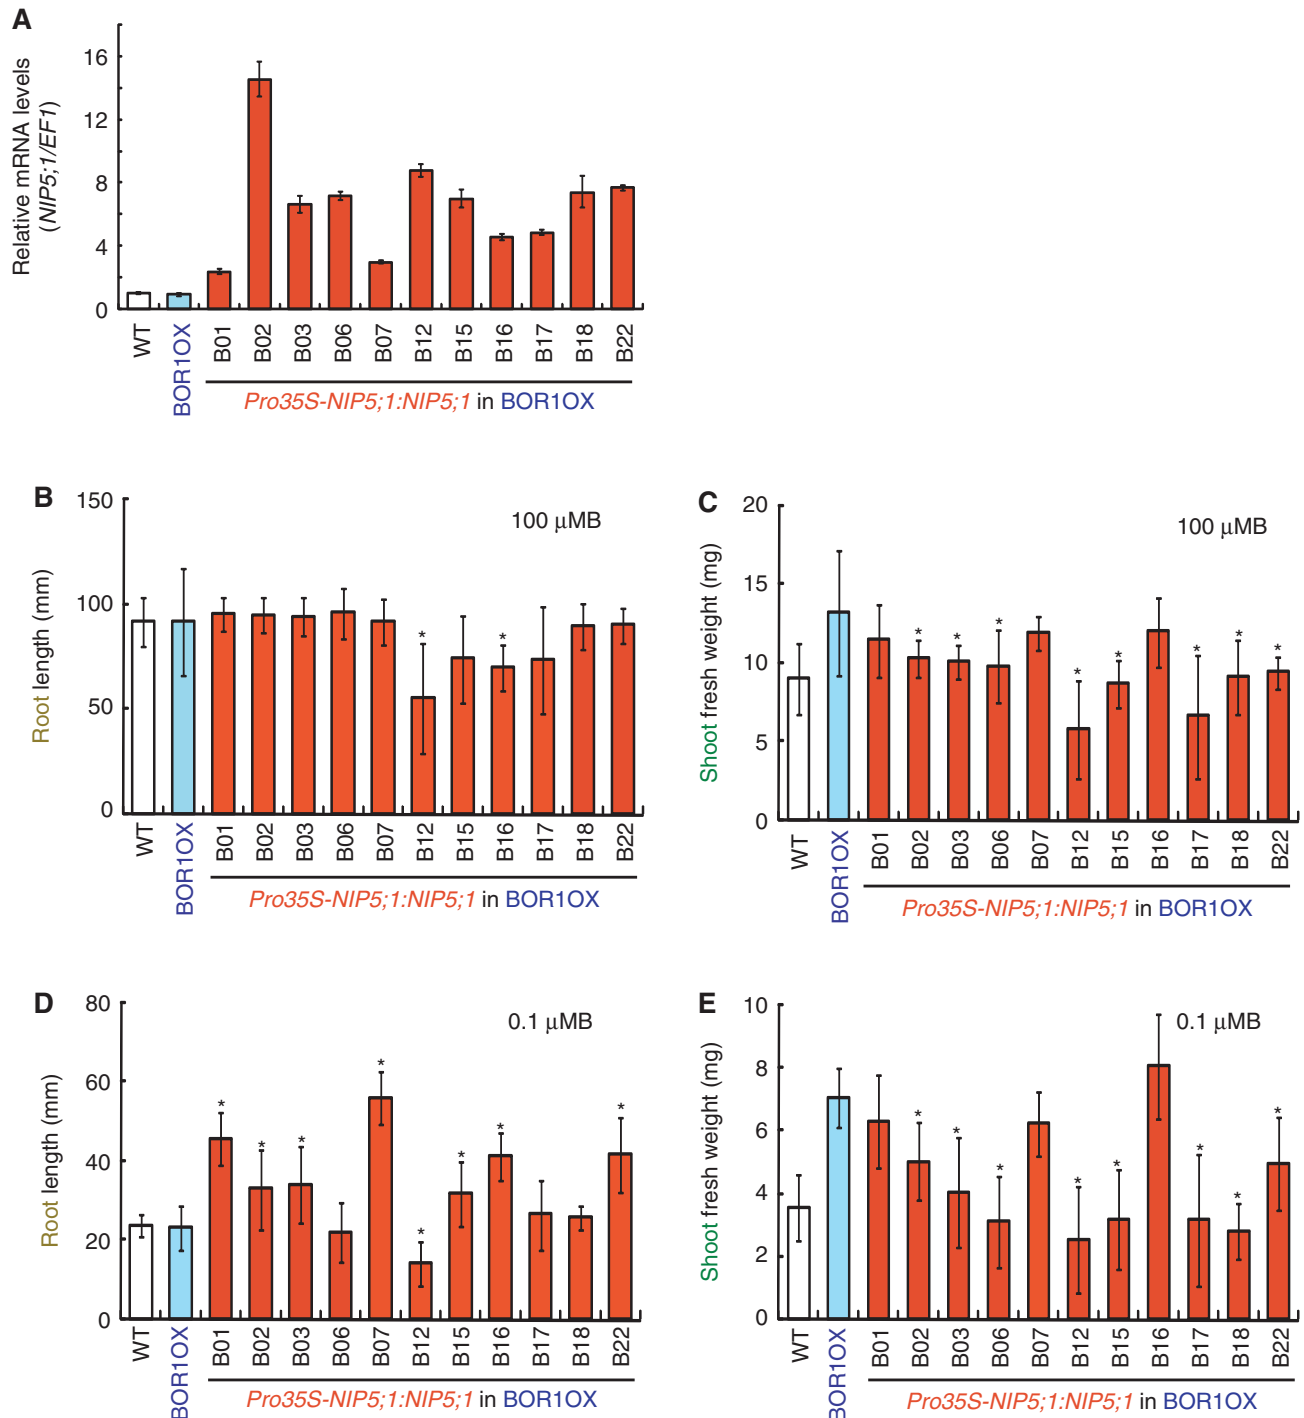 A
Relative mRNA levels
(NIP5;1/EF1)
16
12
8
4
0
WT
BOR1OX
B01
B02
B03
B06
B07
B12
B15
B16
B17
B18
B22
Pro35S-NIP5;1:NIP5;1 in BOR1OX
B
Root length (mm)
150
100
50
0
100 μMB
*
*
WT
BOR1OX
B01
B02
B03
B06
B07
B12
B15
B16
B17
B18
B22
Pro35S-NIP5;1:NIP5;1 in BOR1OX
C
Shoot fresh weight (mg)
20
15
10
5
0
100 μMB
*
*
*
*
*
*
*
*
WT
BOR1OX
B01
B02
B03
B06
B07
B12
B15
B16
B17
B18
B22
Pro35S-NIP5;1:NIP5;1 in BOR1OX
D
Root length (mm)
80
60
40
20
0
0.1 μMB
*
*
*
*
*
*
*
*
WT
BOR1OX
B01
B02
B03
B06
B07
B12
B15
B16
B17
B18
B22
Pro35S-NIP5;1:NIP5;1 in BOR1OX
E
Shoot fresh weight (mg)
10
8
6
4
2
0
0.1 μMB
*
*
*
*
*
*
*
*
WT
BOR1OX
B01
B02
B03
B06
B07
B12
B15
B16
B17
B18
B22
Pro35S-NIP5;1:NIP5;1 in BOR1OX